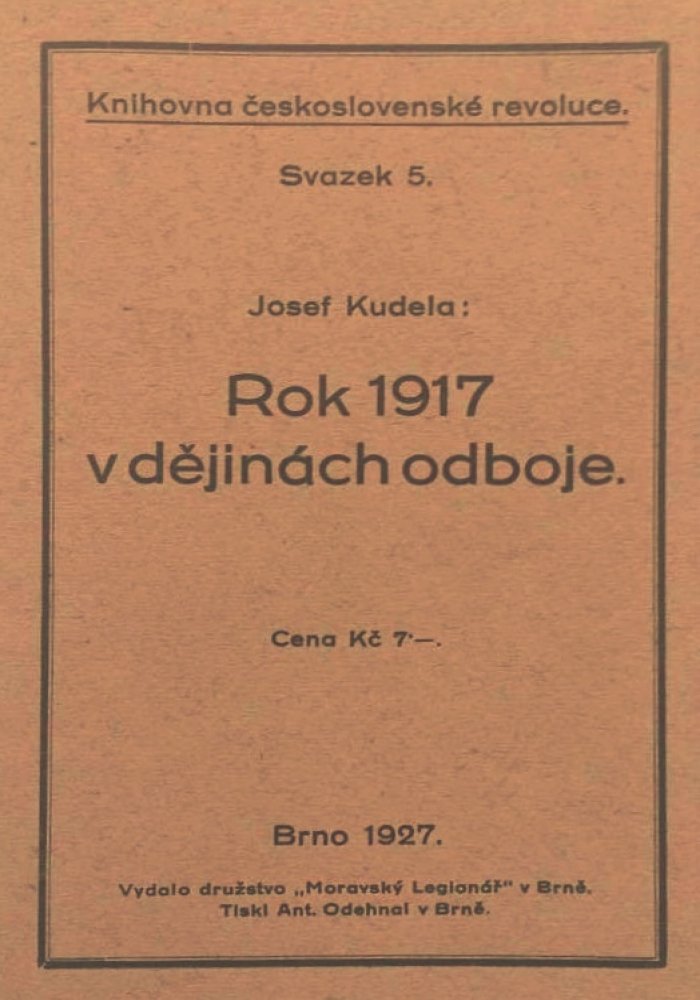 Knihovna československé revoluce.
Svazek 5.
Josef Kudela:
Rok 1917
v dějinách odboje.
Cena Kč 7·—.
Brno 1927.
Vydalo družstvo „Moravský Legionář“ v Brně.
Tiskl Ant. Odehnal v Brně.